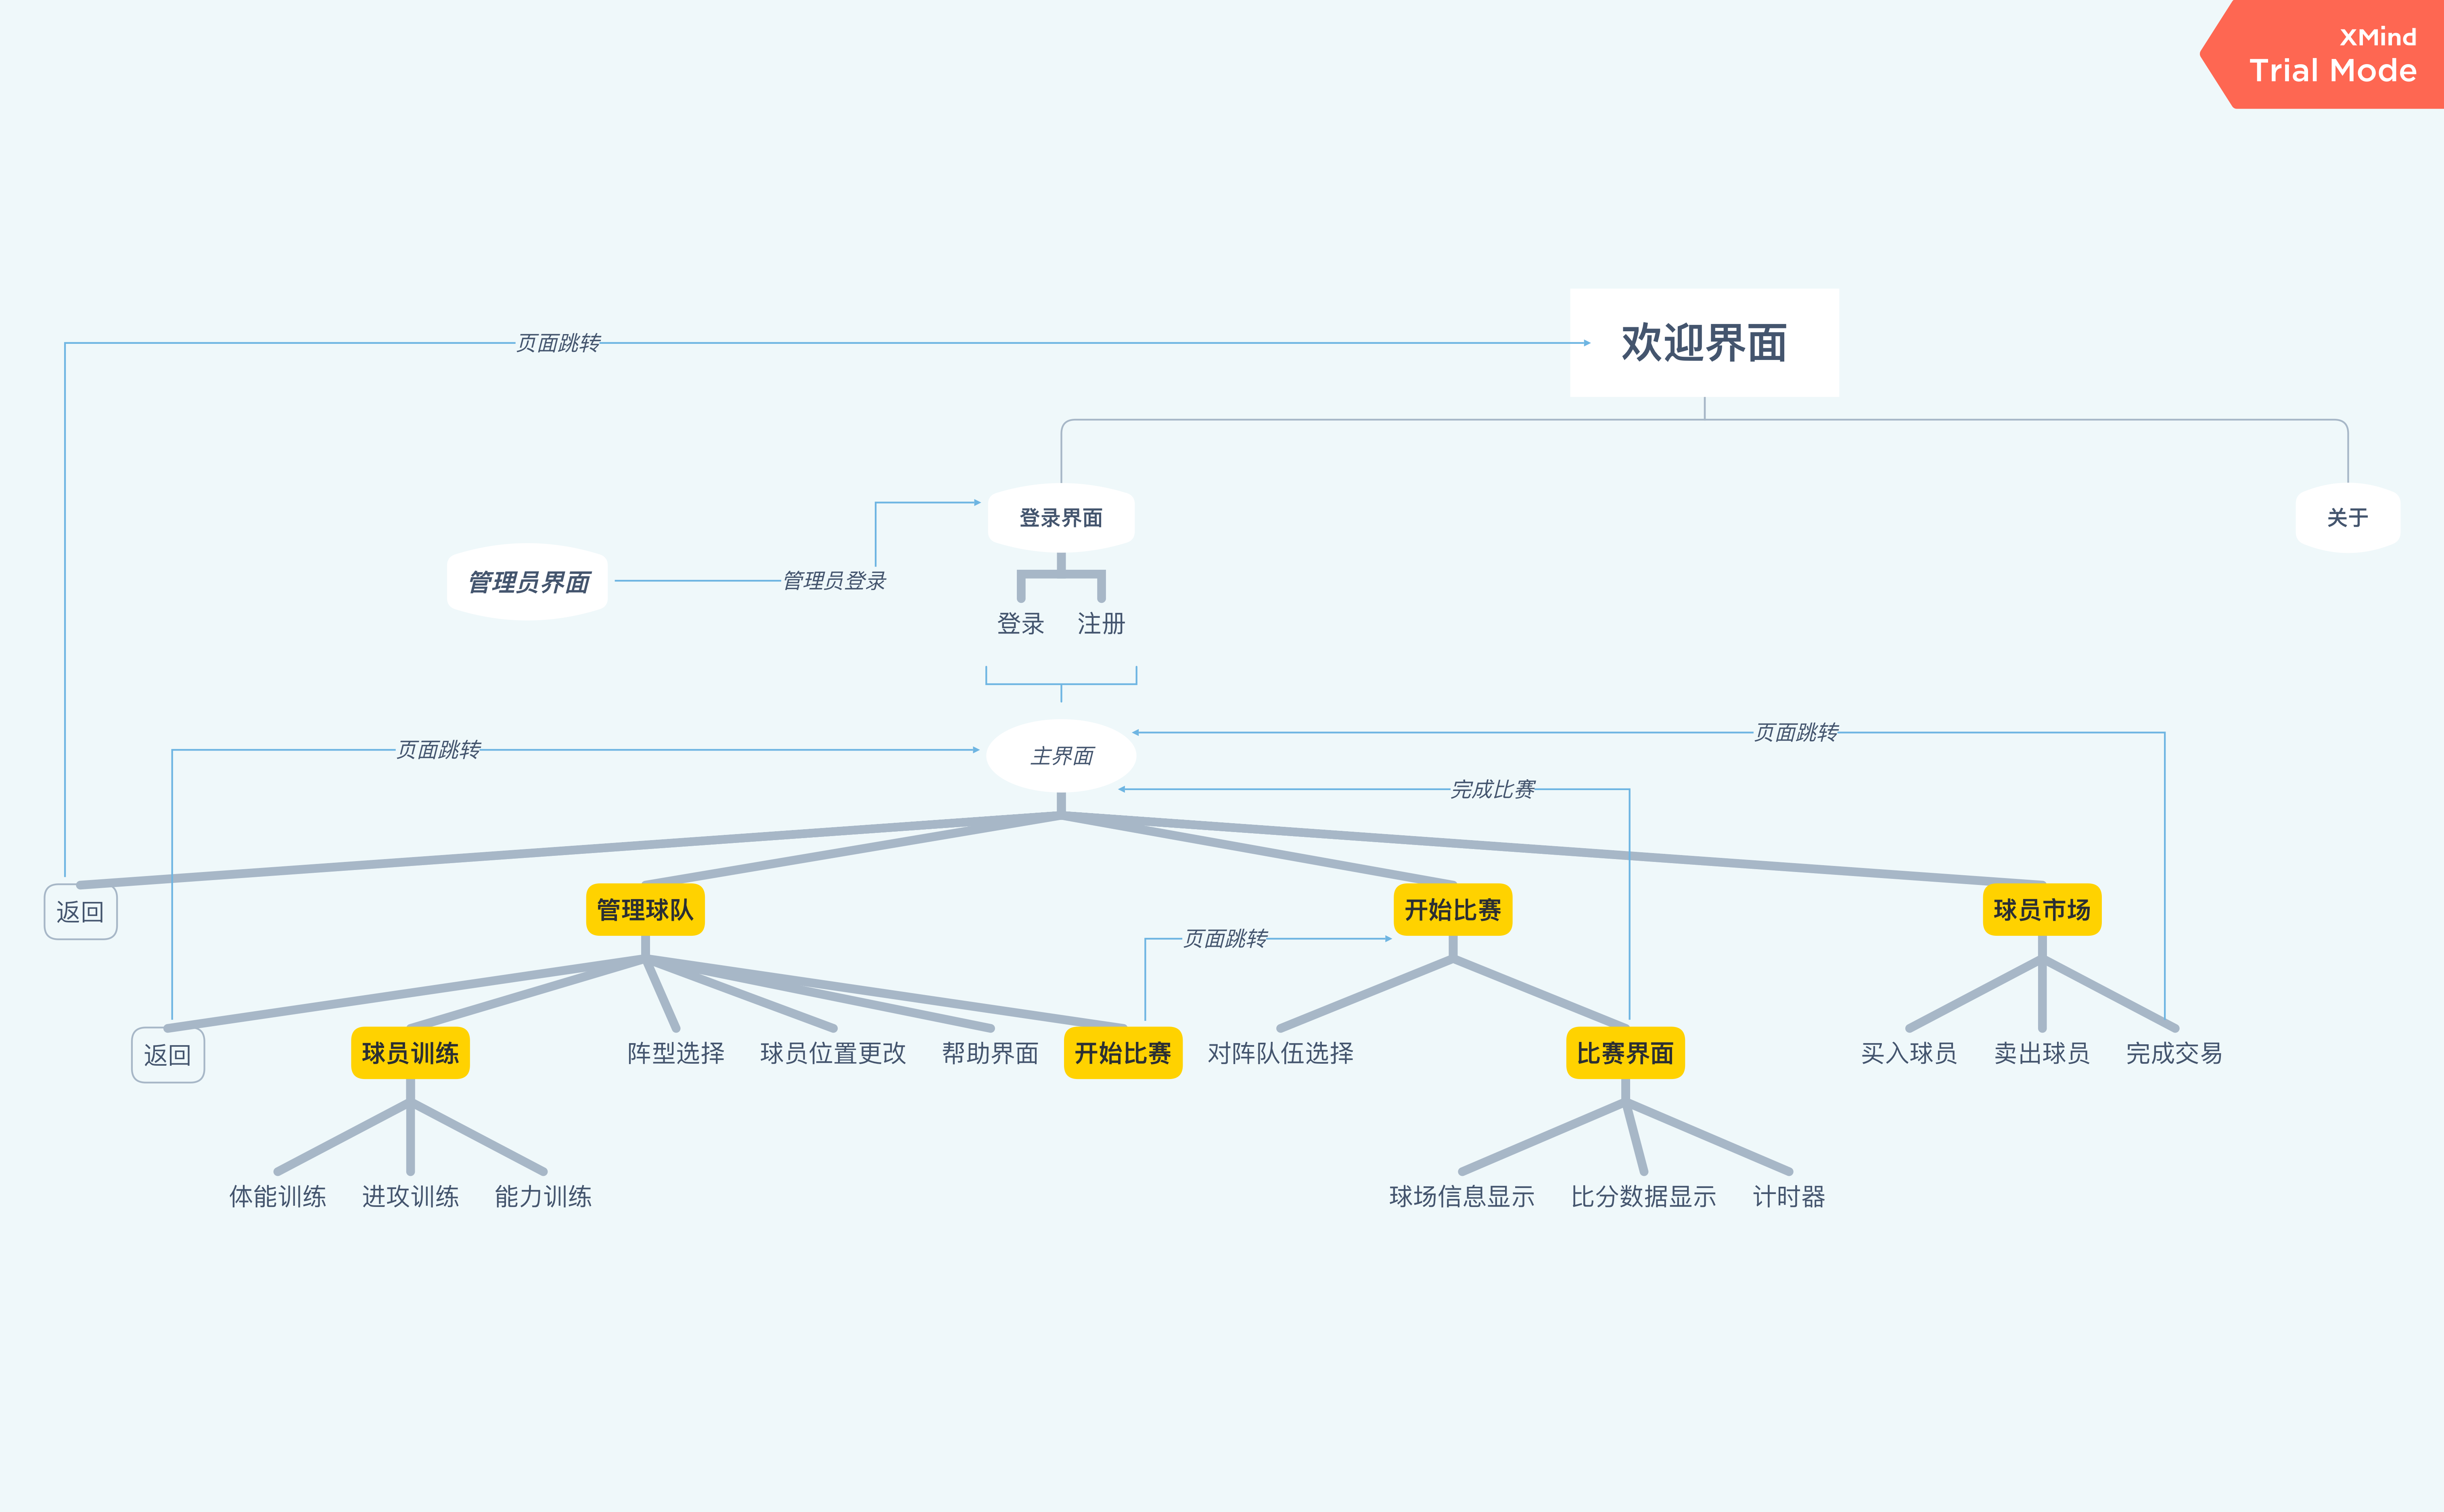 XMind
Trial Mode
欢迎界面
页面跳转
登录界面
关于
管理员界面
管理员登录
登录
注册
主界面
页面跳转
页面跳转
完成比赛
返回
管理球队
开始比赛
球员市场
页面跳转
返回
球员训练
阵型选择
球员位置更改
帮助界面
开始比赛
对阵队伍选择
比赛界面
买入球员
卖出球员
完成交易
体能训练
进攻训练
能力训练
球场信息显示
比分数据显示
计时器